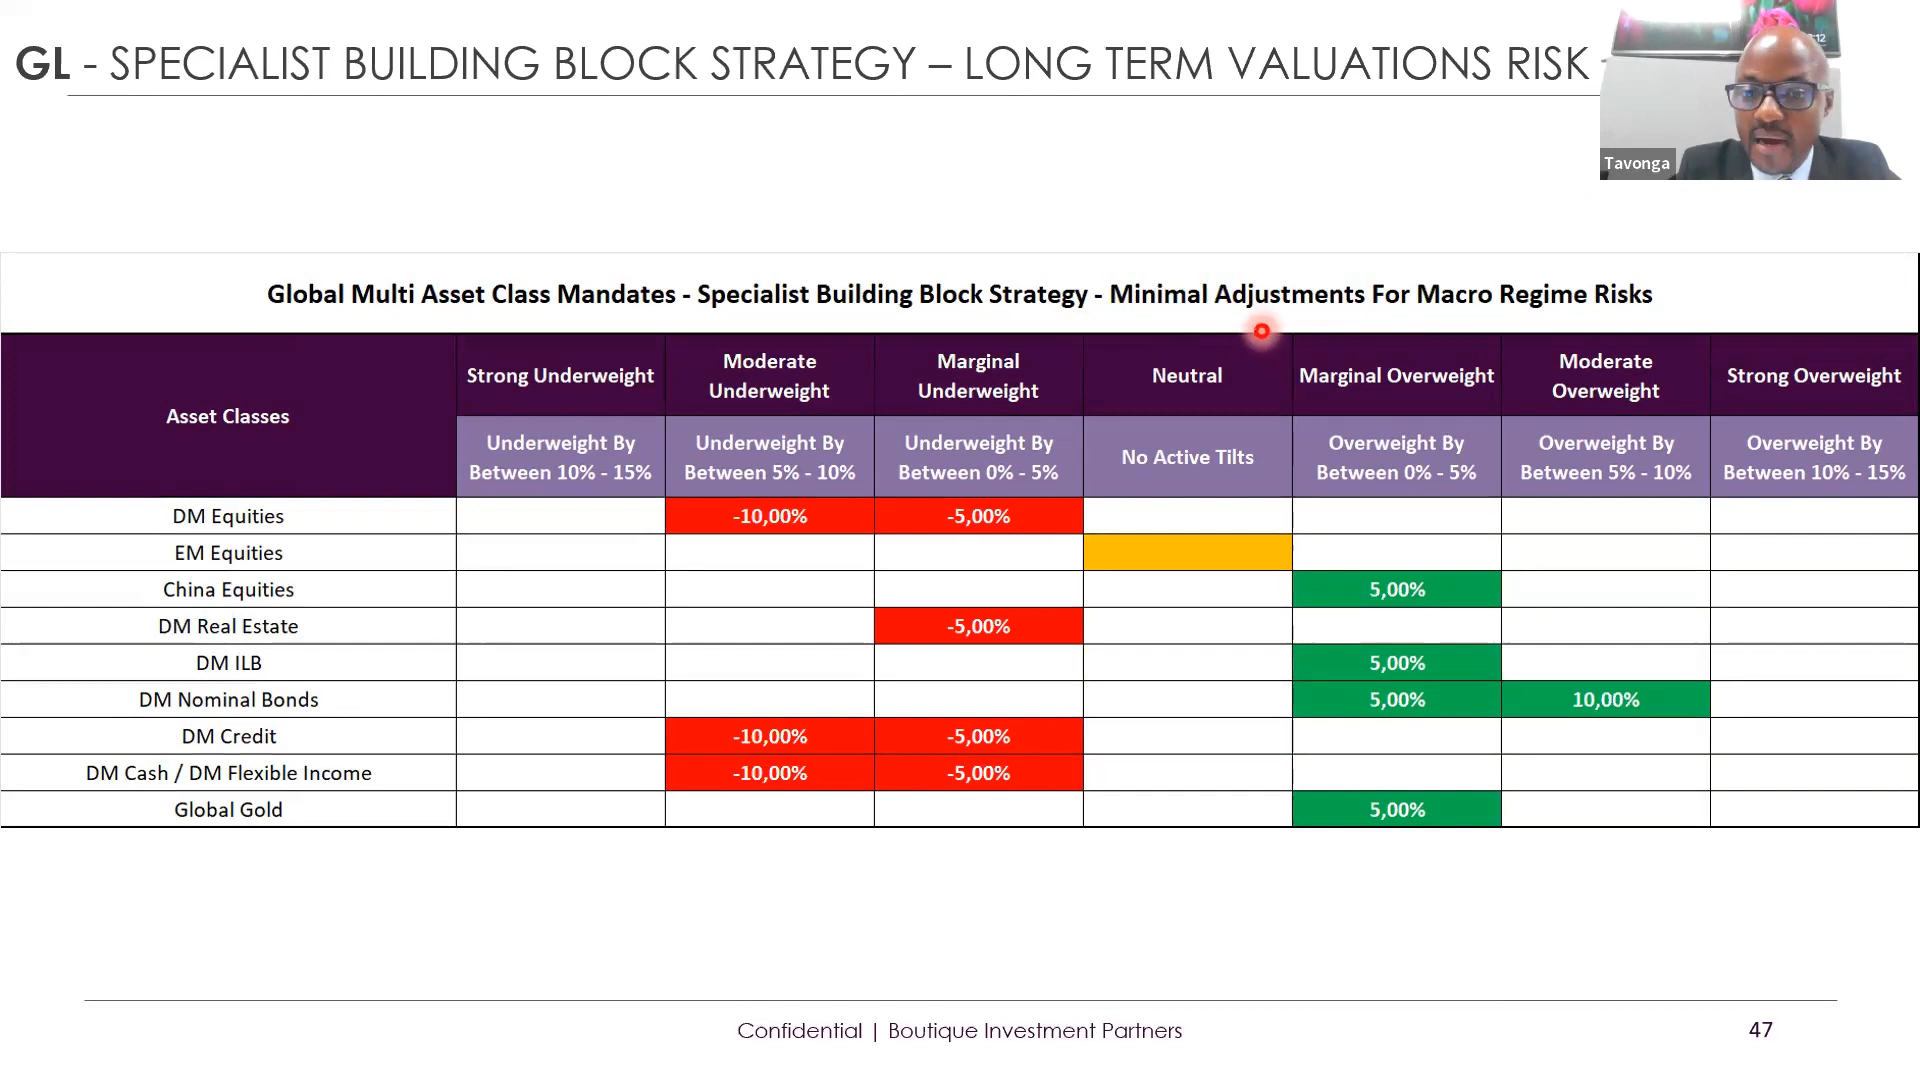 GL - SPECIALIST BUILDING BLOCK STRATEGY – LONG TERM VALUATIONS RISK
Tavonga
Global Multi Asset Class Mandates - Specialist Building Block Strategy - Minimal Adjustments For Macro Regime Risks
Asset Classes
Strong Underweight
Moderate
Underweight
Marginal
Underweight
Neutral
Marginal Overweight
Moderate
Overweight
Strong Overweight
Underweight By
Between 10% - 15%
Underweight By
Between 5% - 10%
Underweight By
Between 0% - 5%
No Active Tilts
Overweight By
Between 0% - 5%
Overweight By
Between 5% - 10%
Overweight By
Between 10% - 15%
DM Equities -10,00% -5,00%
EM Equities
China Equities 5,00%
DM Real Estate -5,00%
DM ILB 5,00%
DM Nominal Bonds 5,00% 10,00%
DM Credit -10,00% -5,00%
DM Cash / DM Flexible Income -10,00% -5,00%
Global Gold 5,00%
Confidential | Boutique Investment Partners
47